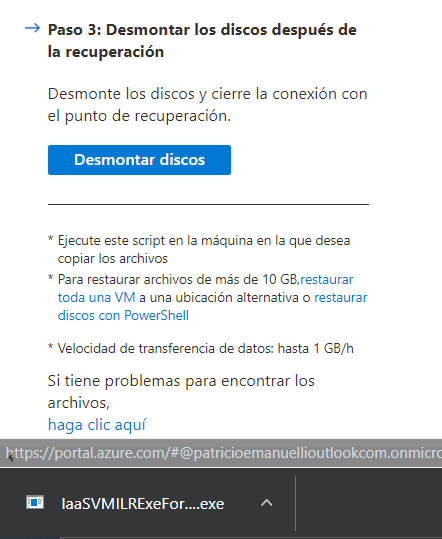 Paso 3: Desmontar los discos después de
la recuperación
Desmonte los discos y cierre la conexión con
el punto de recuperación.
Desmontar discos
* Ejecute este script en la máquina en la que desea
copiar los archivos
* Para restaurar archivos de más de 10 GB,restaurar
toda una VM a una ubicación alternativa o restaurar
discos con PowerShell
* Velocidad de transferencia de datos: hasta 1 GB/h
Si tiene problemas para encontrar los
archivos,
haga clic aquí
https://portal.azure.com/#@patricioemanuellioutlookcom.onmicro
IaaSVMILRExeFor....exe